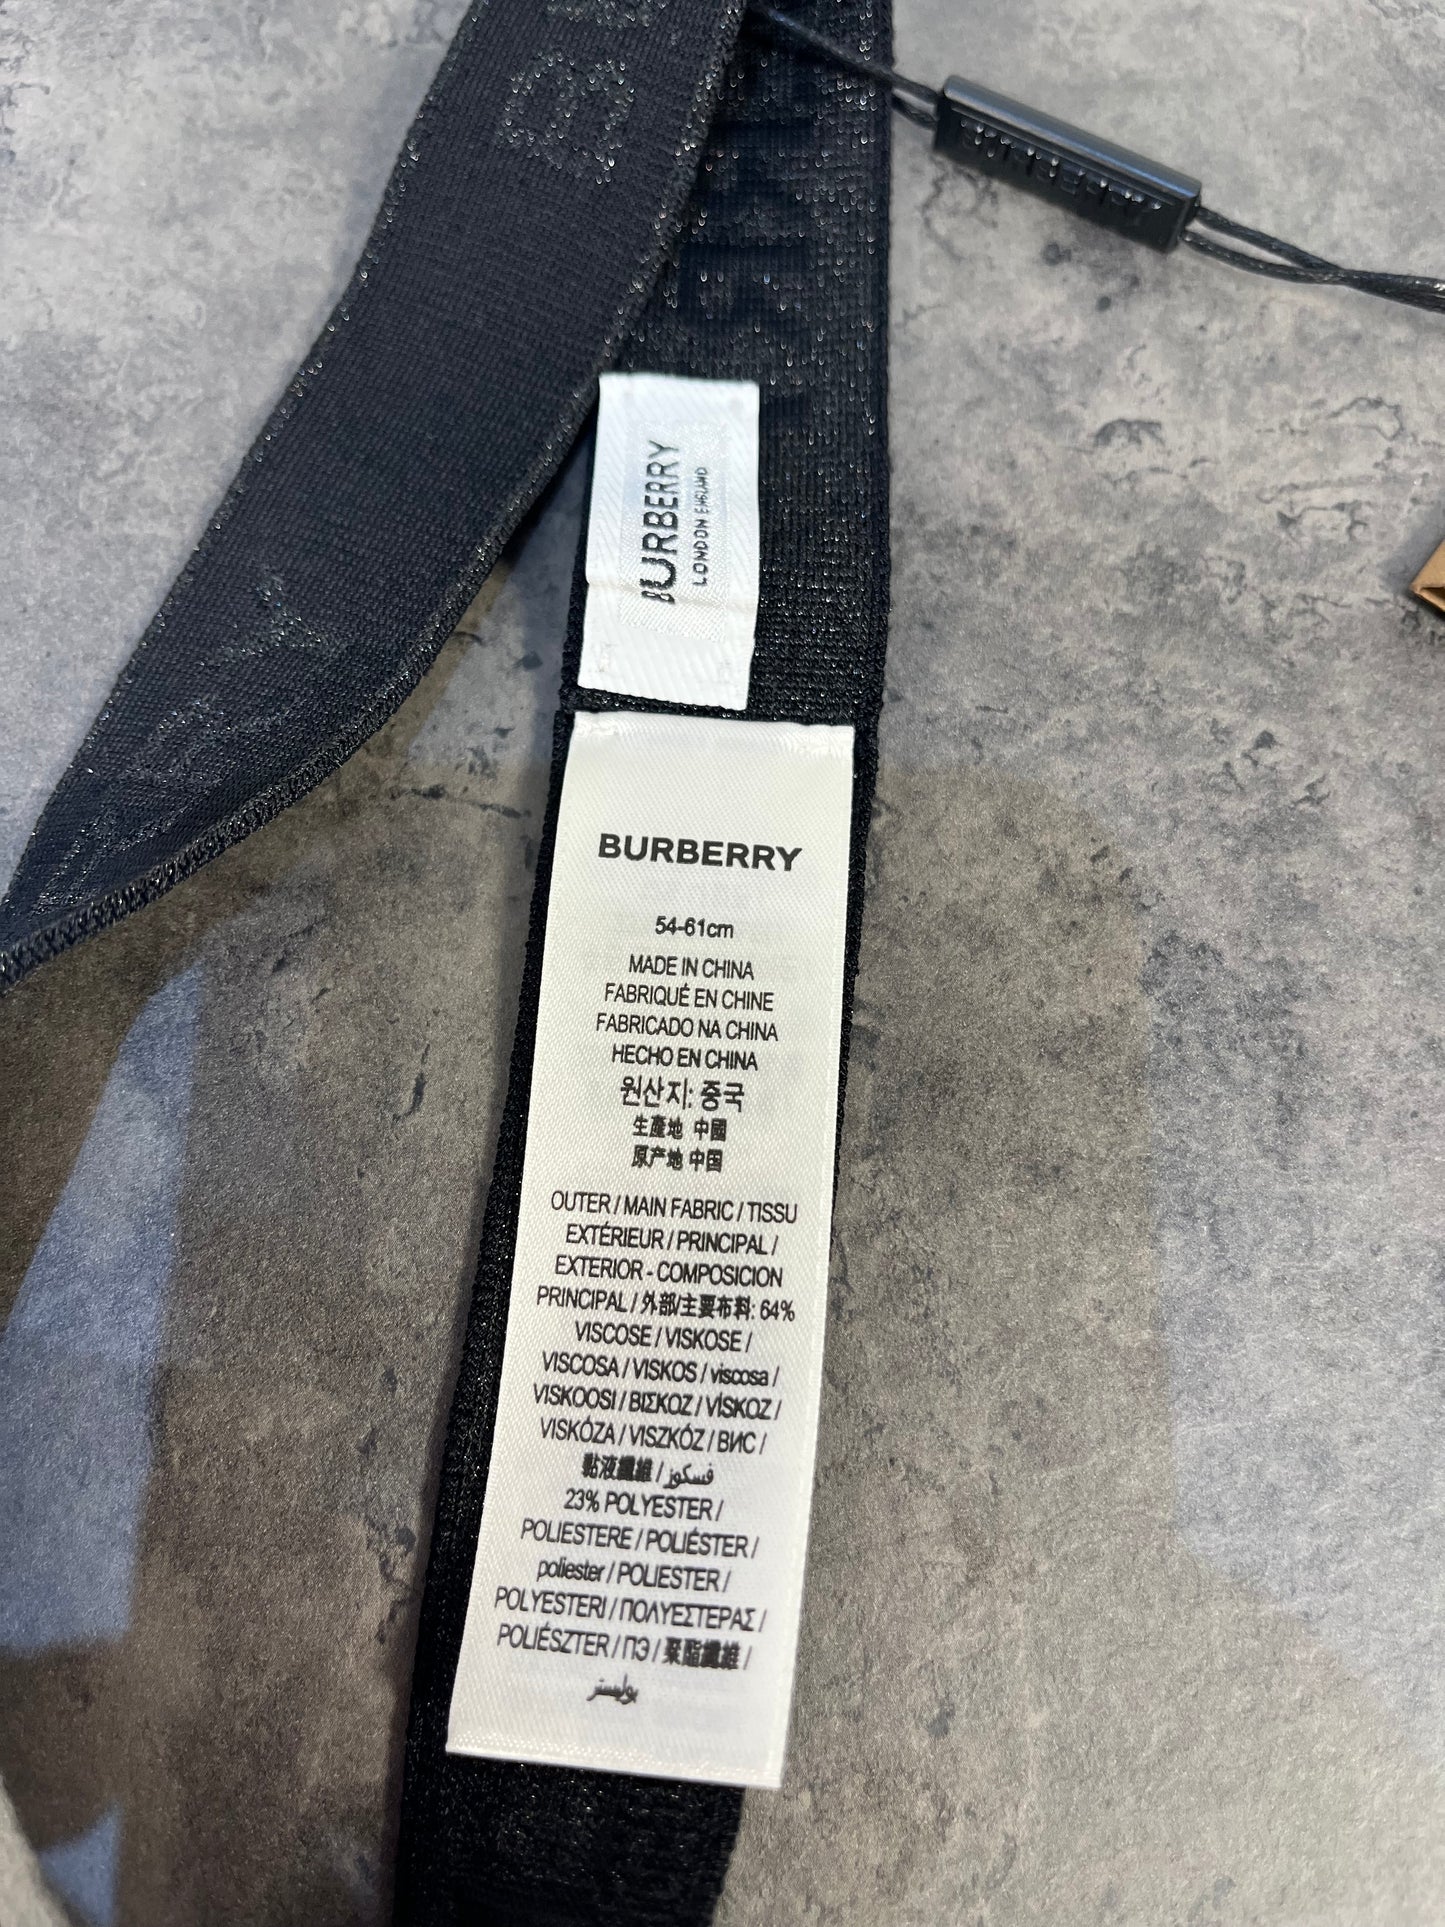 BURBERRY
BURBERRY
LONDON ENGLAND
BURBERRY
54-61cm
MADE IN CHINA
FABRIQUÉ EN CHINE
FABRICADO NA CHINA
HECHO EN CHINA
원산지: 중국
生產地 中國
原产地 中国
OUTER / MAIN FABRIC / TISSU
EXTÉRIEUR / PRINCIPAL /
EXTERIOR - COMPOSICION
PRINCIPAL / 外部/主要布料: 64%
VISCOSE / VISKOSE /
VISCOSA / VISKOS / viscosa /
VISKOOSI / ΒΙΣΚΟΖ / VÍSKOZ /
VISKÓZA / VISZKÓZ / ВИС /
黏液纖維 / فسكوز
23% POLYESTER /
POLIESTERE / POLIÉSTER /
poliester / POLIESTER /
POLYESTERI / ΠΟΛΥΕΣΤΕΡΑΣ /
POLIÉSZTER / ПЭ / 聚酯纖維 /
بوليستر